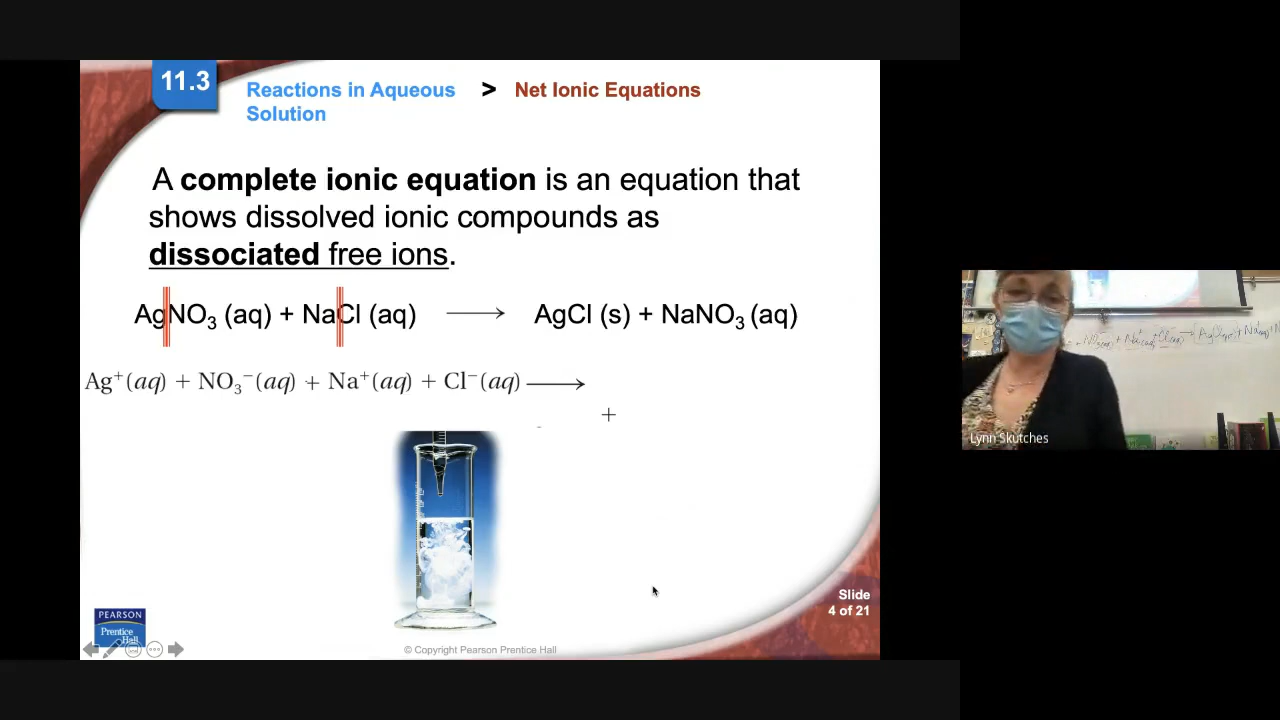 11.3
Reactions in Aqueous
Solution
> Net Ionic Equations
A complete ionic equation is an equation that
shows dissolved ionic compounds as
dissociated free ions.
AgNO₃ (aq) + NaCl (aq) ⟶ AgCl (s) + NaNO₃ (aq)
Ag⁺(aq) + NO₃⁻(aq) + Na⁺(aq) + Cl⁻(aq) ⟶
+
Lynn Skutches
Slide
4 of 21
PEARSON
Prentice
Hall
© Copyright Pearson Prentice Hall